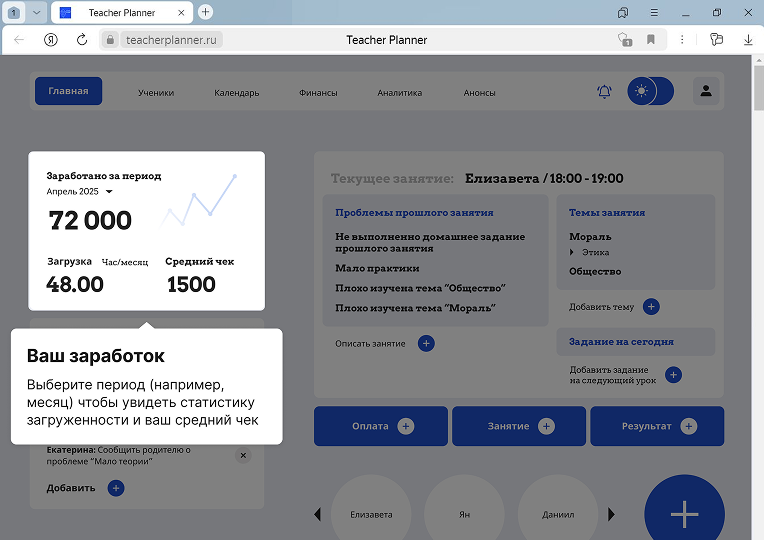 1
Teacher Planner
teacherplanner.ru
Teacher Planner
1
Главная
Ученики
Календарь
Финансы
Аналитика
Анонсы
Заработано за период
Апрель 2025
72 000
Загрузка Час/месяц
48.00
Средний чек
1500
Ваш заработок
Выберите период (например,
месяц) чтобы увидеть статистику
загруженности и ваш средний чек
Екатерина: Сообщить родителю о
проблеме “Мало теории”
Добавить
Текущее занятие: Елизавета / 18:00 - 19:00
Проблемы прошлого занятия
Не выполненно домашнее задание
прошлого занятия
Мало практики
Плохо изучена тема “Общество”
Плохо изучена тема “Мораль”
Описать занятие
Темы занятия
Мораль
Этика
Общество
Добавить тему
Задание на сегодня
Добавить задание
на следующий урок
Оплата
Занятие
Результат
Елизавета
Ян
Даниил